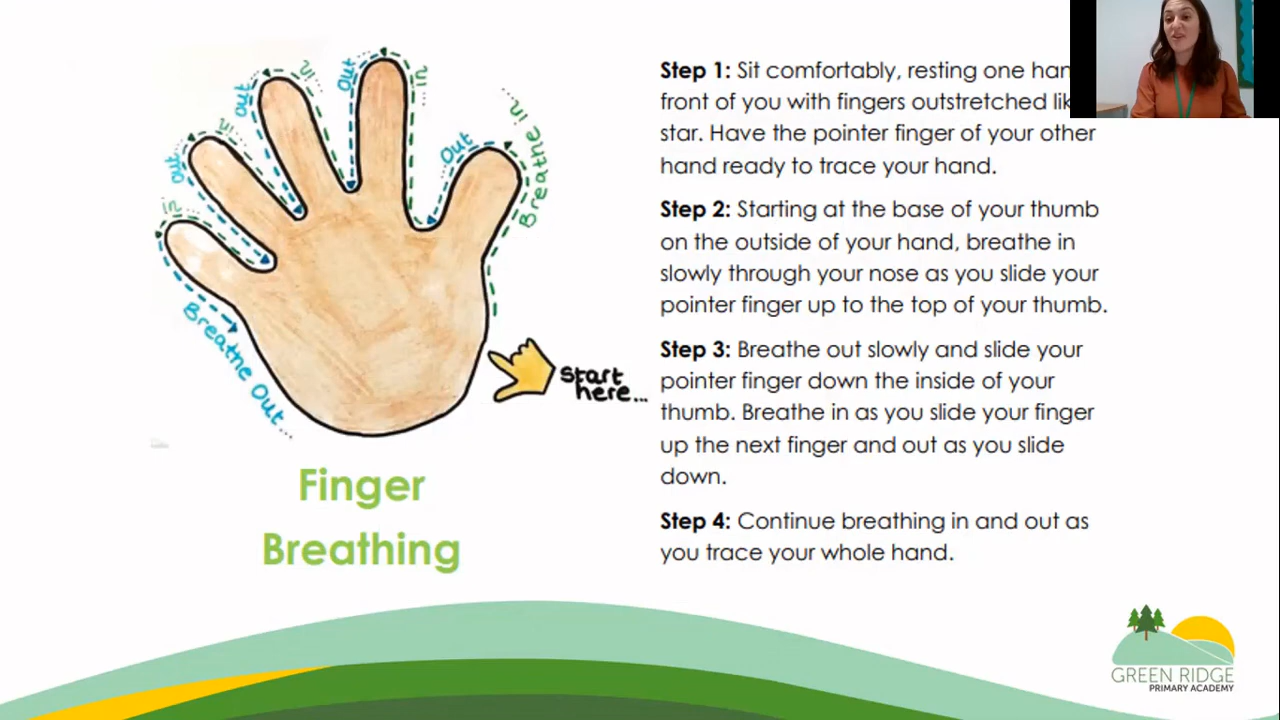 Breathe in...
Out
in...
Out
in...
out
in...
out
in...
Breathe Out...
start
here...
Finger
Breathing
Step 1: Sit comfortably, resting one
front of you with fingers outstretched
star. Have the pointer finger of your other
hand ready to trace your hand.
Step 2: Starting at the base of your thumb
on the outside of your hand, breathe in
slowly through your nose as you slide your
pointer finger up to the top of your thumb.
Step 3: Breathe out slowly and slide your
pointer finger down the inside of your
thumb. Breathe in as you slide your finger
up the next finger and out as you slide
down.
Step 4: Continue breathing in and out as
you trace your whole hand.
GREEN RIDGE
PRIMARY ACADEMY